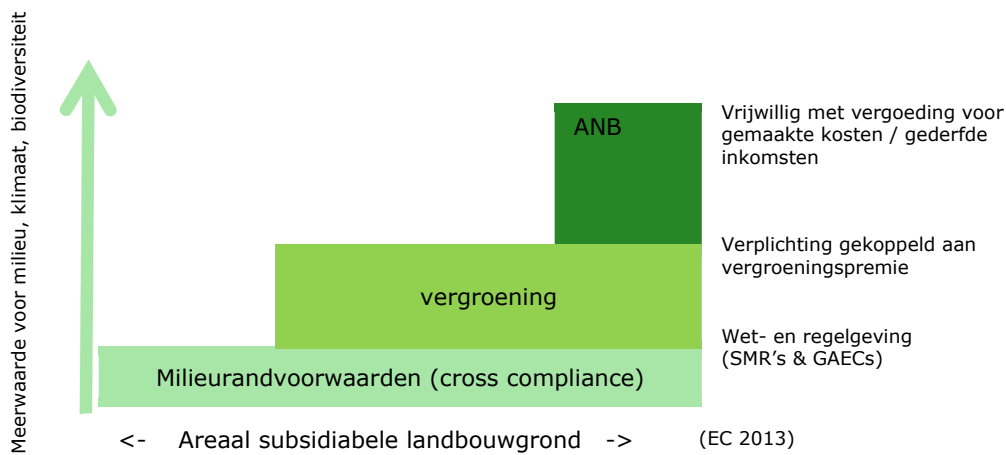 Meerwaarde voor milieu, klimaat, biodiversiteit
ANB
Vrijwillig met vergoeding voor
gemaakte kosten / gederfde
inkomsten
vergroening
Verplichting gekoppeld aan
vergroeningspremie
Milieurandvoorwaarden (cross compliance)
Wet- en regelgeving
(SMR's & GAECs)
<- Areaal subsidiabele landbouwgrond ->
(EC 2013)